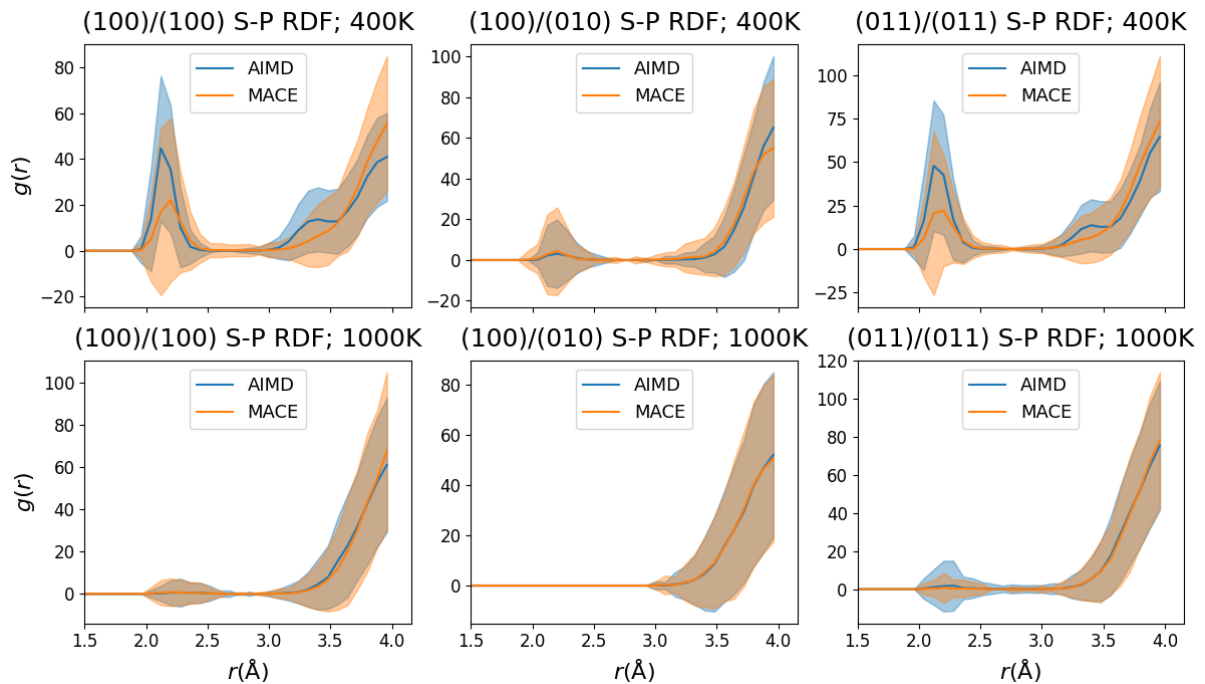 (100)/(100) S-P RDF; 400K
(100)/(010) S-P RDF; 400K
(011)/(011) S-P RDF; 400K
g(r)
80
60
40
20
0
−20
AIMD
MACE
100
80
60
40
20
0
−20
AIMD
MACE
100
75
50
25
0
−25
AIMD
MACE
(100)/(100) S-P RDF; 1000K
(100)/(010) S-P RDF; 1000K
(011)/(011) S-P RDF; 1000K
g(r)
100
80
60
40
20
0
AIMD
MACE
1.5 2.0 2.5 3.0 3.5 4.0
r(Å)
80
60
40
20
0
AIMD
MACE
1.5 2.0 2.5 3.0 3.5 4.0
r(Å)
120
100
80
60
40
20
0
−20
AIMD
MACE
1.5 2.0 2.5 3.0 3.5 4.0
r(Å)